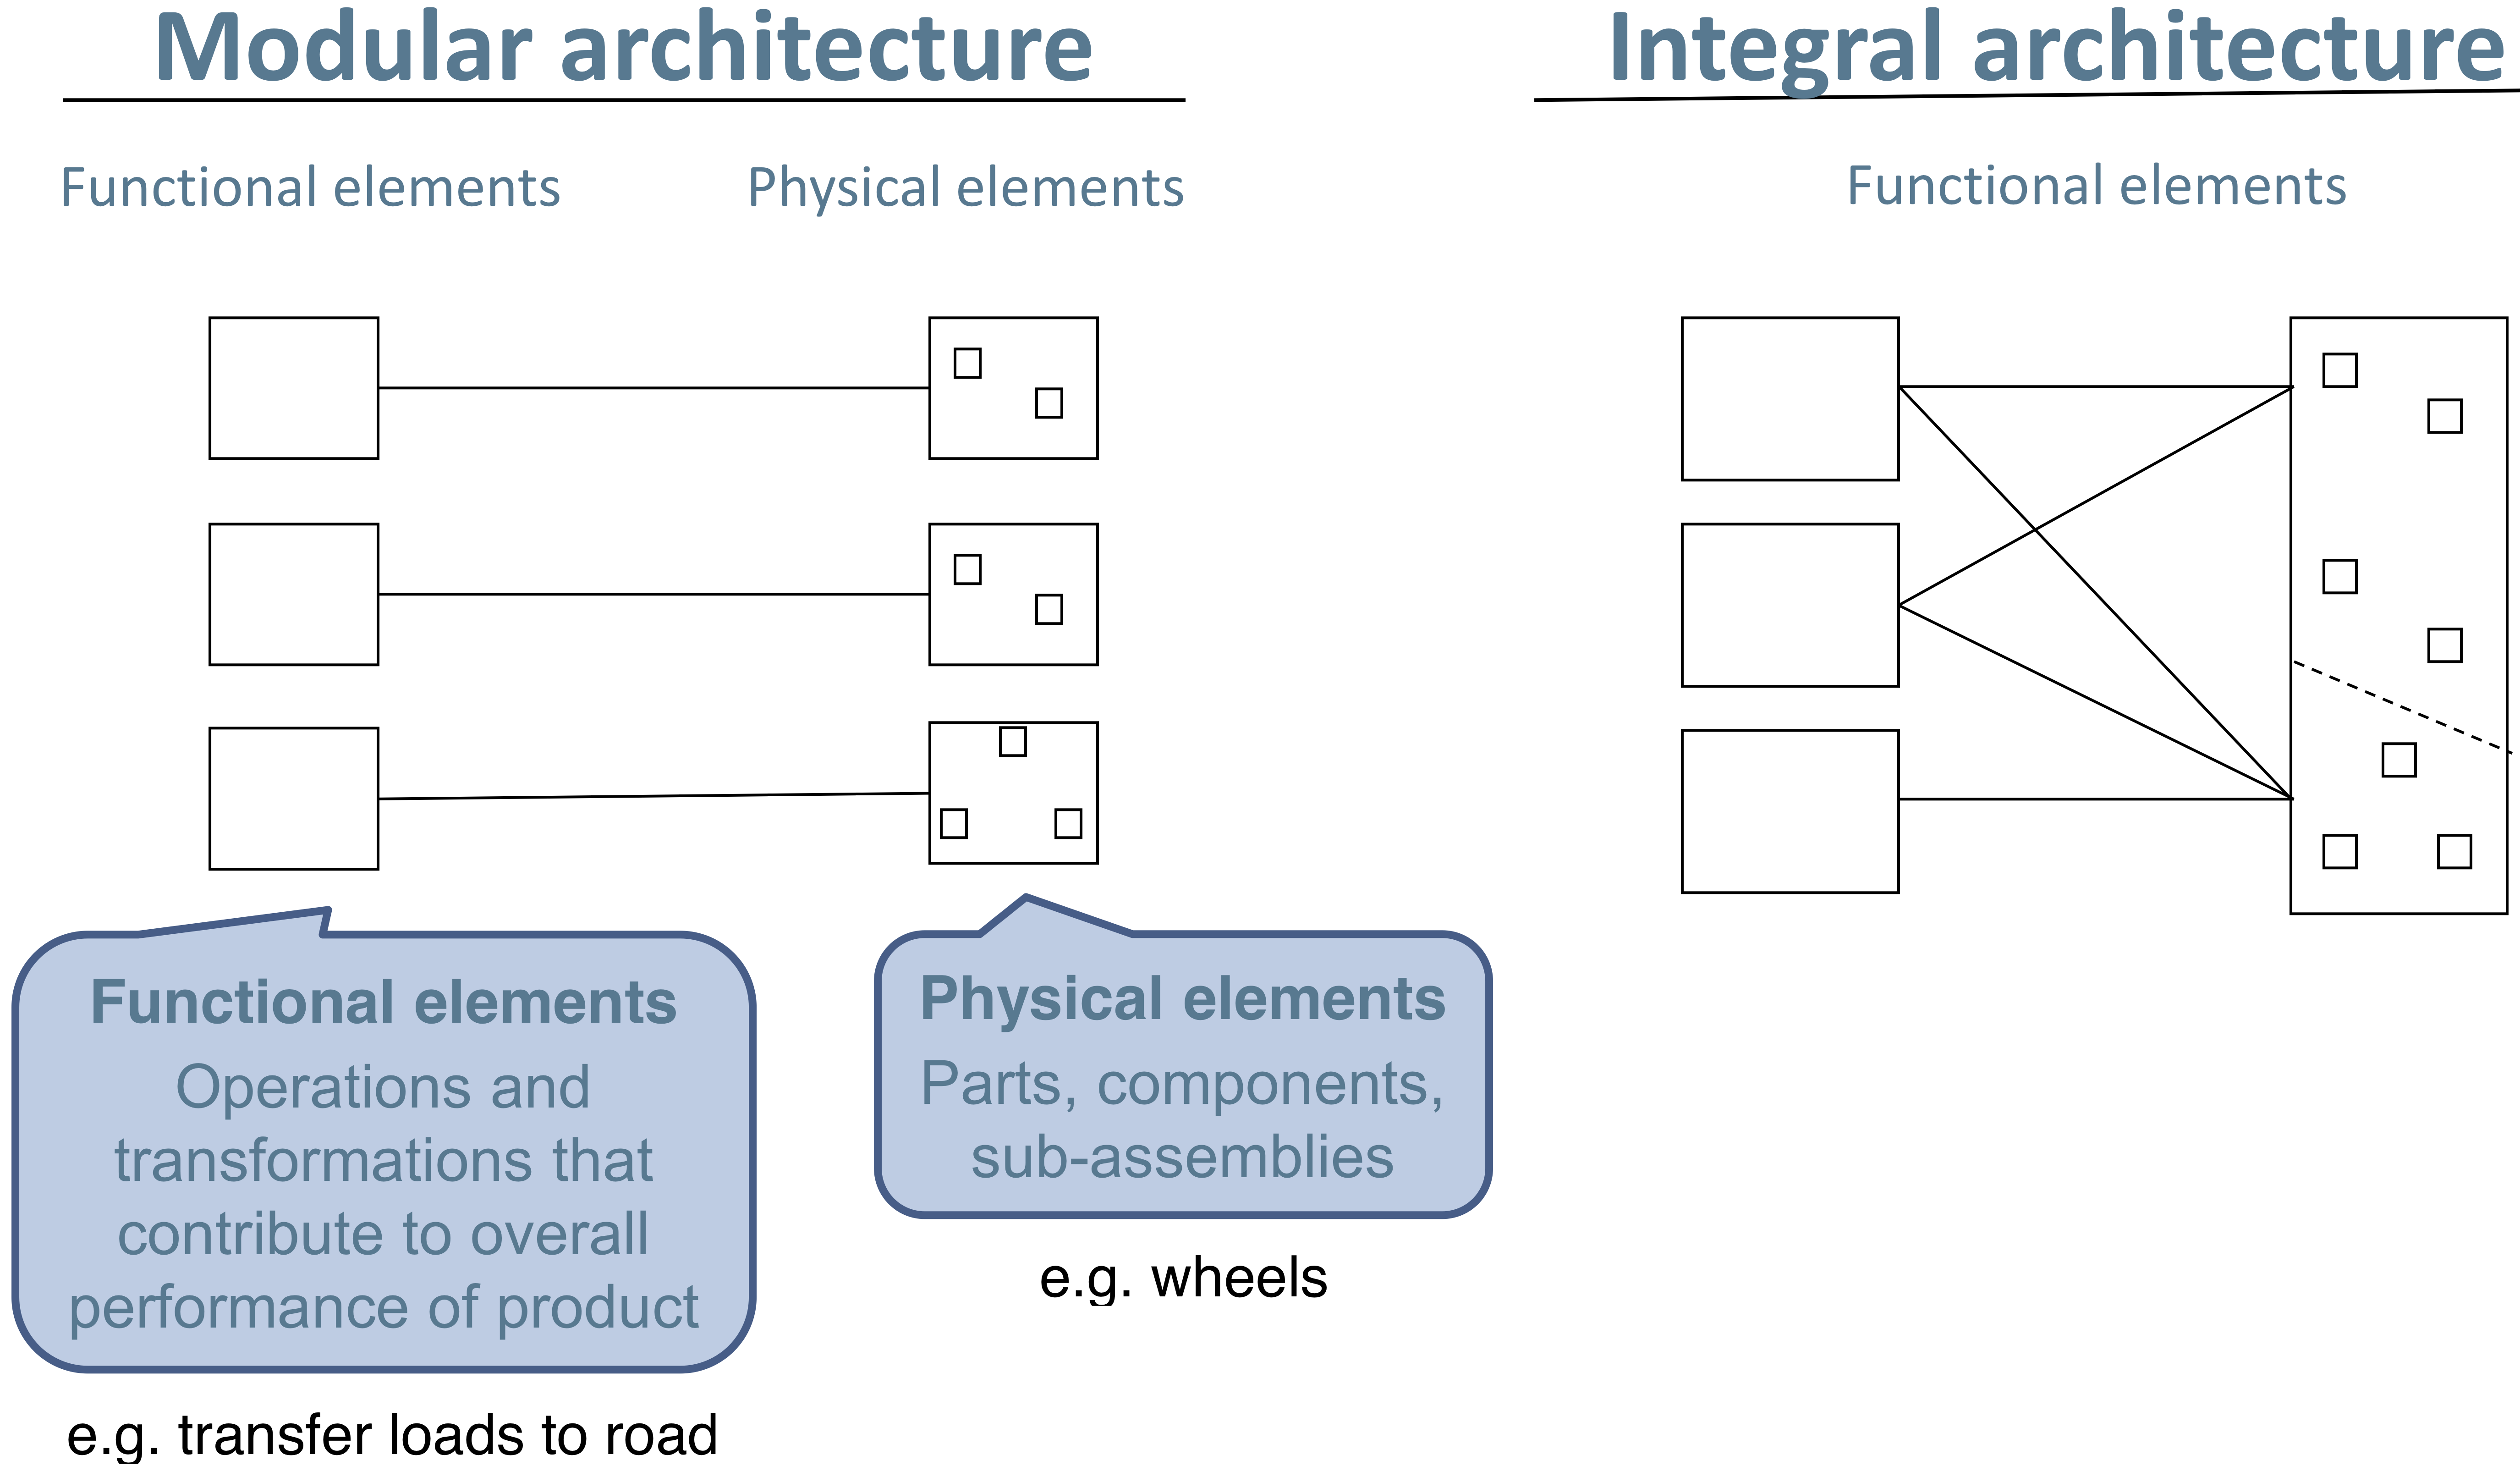 Modular architecture
Integral architecture
Functional elements
Physical elements
Functional elements
Functional elements
Operations and
transformations that
contribute to overall
performance of product
e.g. transfer loads to road
Physical elements
Parts, components,
sub-assemblies
e.g. wheels